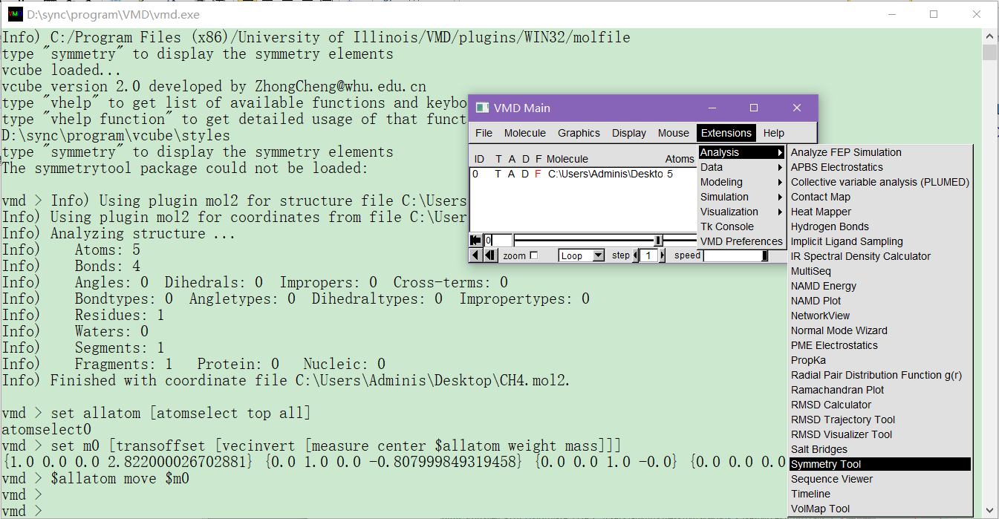 VMD D:\sync\program\VMD\vmd.exe
Info) C:/Program Files (x86)/University of Illinois/VMD/plugins/WIN32/molfile
type "symmetry" to display the symmetry elements
vcube loaded...
vcube version 2.0 developed by ZhongCheng@whu.edu.cn
type "vhelp" to get list of available functions and keybo
type "vhelp function" to get detailed usage of that funct
D:\sync\program\vcube\styles
type "symmetry" to display the symmetry elements
The symmetrytool package could not be loaded:
vmd > Info) Using plugin mol2 for structure file C:\Users
Info) Using plugin mol2 for coordinates from file C:\User
Info) Analyzing structure ...
Info)    Atoms: 5
Info)    Bonds: 4
Info)    Angles: 0  Dihedrals: 0  Impropers: 0  Cross-terms: 0
Info)    Bondtypes: 0  Angletypes: 0  Dihedraltypes: 0  Impropertypes: 0
Info)    Residues: 1
Info)    Waters: 0
Info)    Segments: 1
Info)    Fragments: 1   Protein: 0   Nucleic: 0
Info) Finished with coordinate file C:\Users\Adminis\Desktop\CH4.mol2.
vmd > set allatom [atomselect top all]
atomselect0
vmd > set m0 [transoffset [vecinvert [measure center $allatom weight mass]]]
{1.0 0.0 0.0 2.822000026702881} {0.0 1.0 0.0 -0.807999849319458} {0.0 0.0 1.0 -0.0} {0.0 0.0 0.0
vmd > $allatom move $m0
vmd >
vmd >
VMD Main
File Molecule Graphics Display Mouse Extensions Help
ID T A D F Molecule Atoms
0 T A D F C:\Users\Adminis\Deskto 5
0
zoom Loop step 1 speed
Analysis
Data
Modeling
Simulation
Visualization
Tk Console
VMD Preferences
Analyze FEP Simulation
APBS Electrostatics
Collective variable analysis (PLUMED)
Contact Map
Heat Mapper
Hydrogen Bonds
Implicit Ligand Sampling
IR Spectral Density Calculator
MultiSeq
NAMD Energy
NAMD Plot
NetworkView
Normal Mode Wizard
PME Electrostatics
PropKa
Radial Pair Distribution Function g(r)
Ramachandran Plot
RMSD Calculator
RMSD Trajectory Tool
RMSD Visualizer Tool
Salt Bridges
Symmetry Tool
Sequence Viewer
Timeline
VolMap Tool